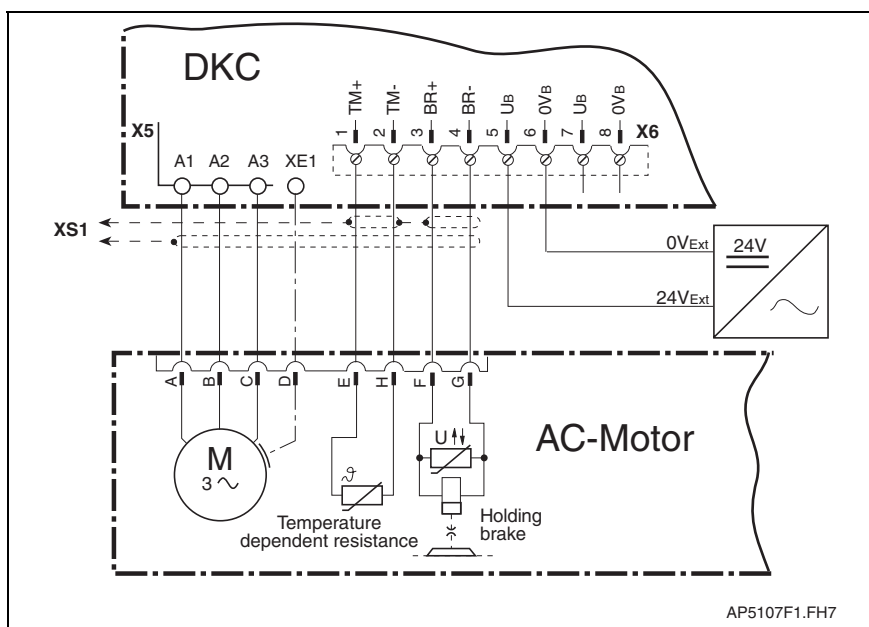 DKC
TM+ TM- BR+ BR- UB 0VB UB 0VB
X5
1 2 3 4 5 6 7 8 X6
A1 A2 A3 XE1
XS1
0VExt
24V
24VExt
A B C D E H F G
AC-Motor
U
M
3
ϑ
Temperature
dependent resistance
Holding
brake
AP5107F1.FH7